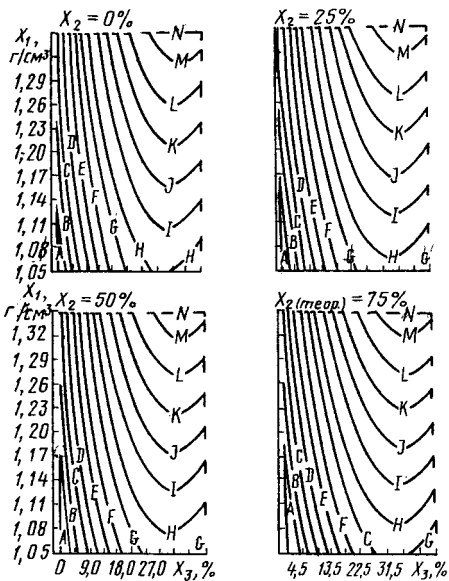 X₂ = 0%
X₂ = 25%
X₁, г/см³
1,29
1,26
1,23
1,20
1,17
1,14
1,11
1,08
1,05
A B C D E F G H H I J K L M N
A B C D E F G H G I J K L M N
X₂ = 50%
X₂(теор.) = 75%
X₁, г/см³
1,32
1,29
1,26
1,23
1,20
1,17
1,14
1,11
1,08
1,05
A B C D E F G H G I J K L M N
A B C D E F C H G I J K L M N
0 9,0 18,0 27,0 X₃, %
4,5 13,5 22,5 31,5 X₃, %